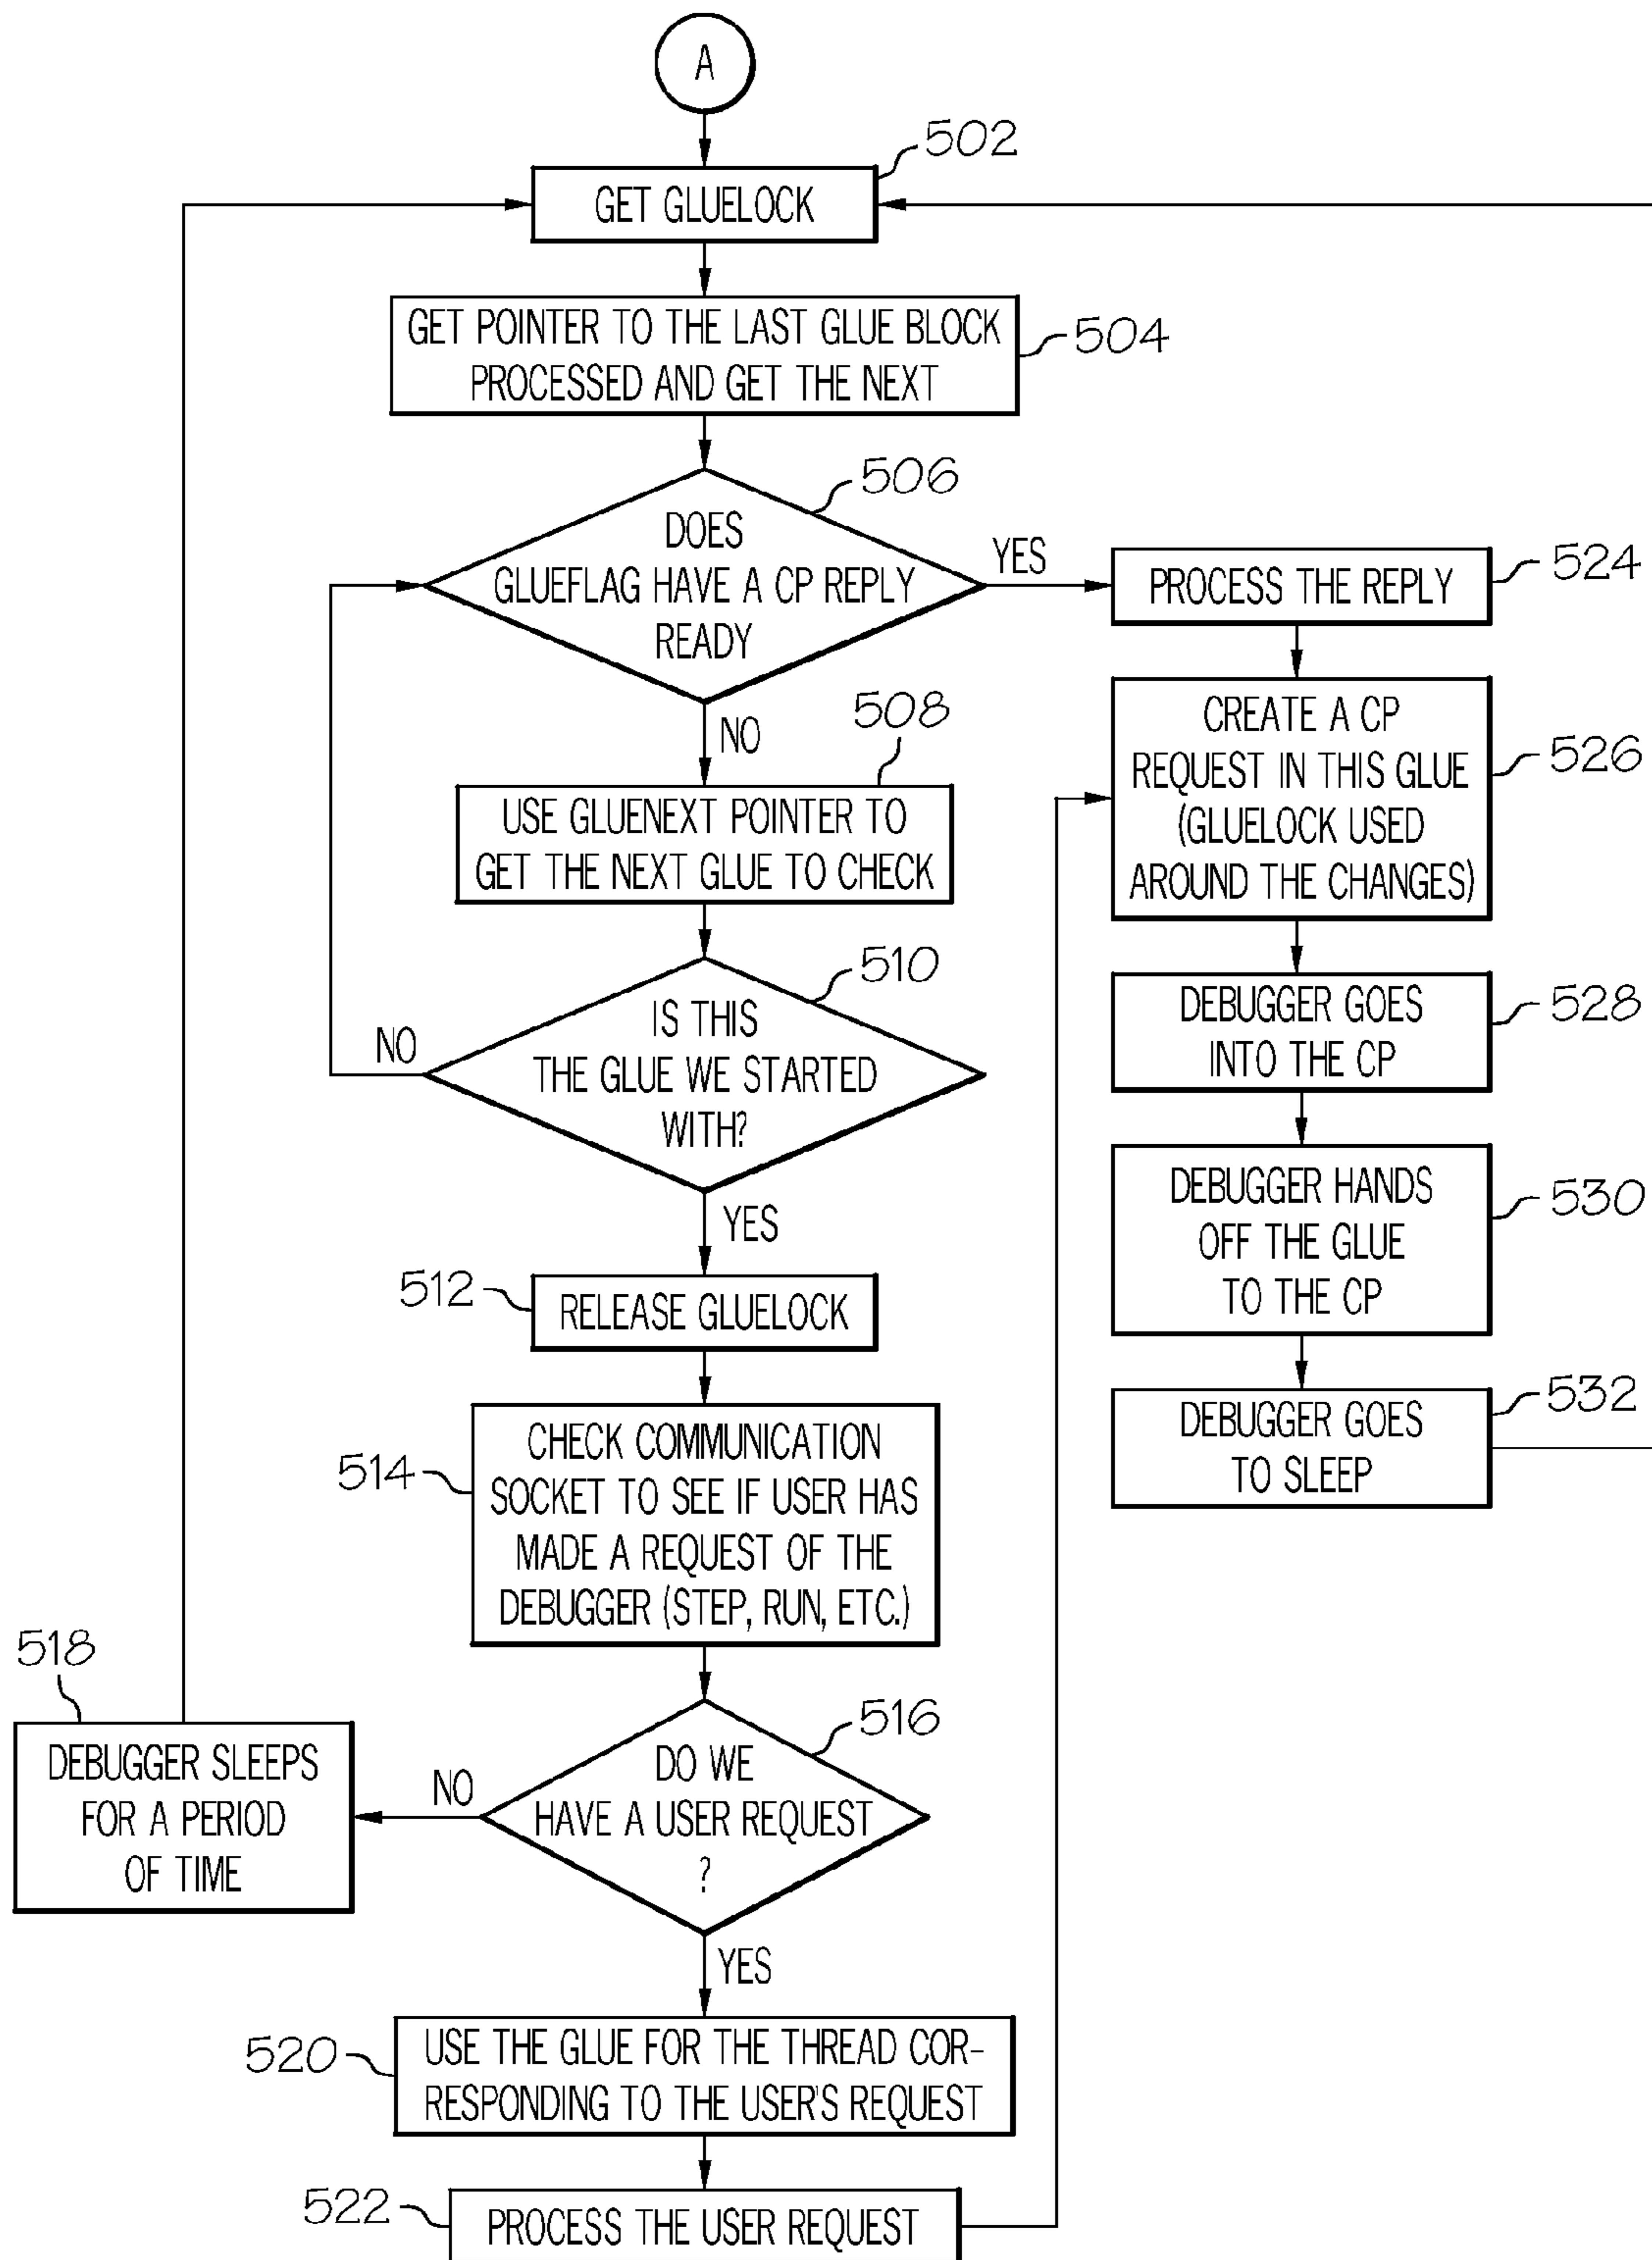 A
502
GET GLUELOCK
GET POINTER TO THE LAST GLUE BLOCK
PROCESSED AND GET THE NEXT
504
506
DOES
GLUEFLAG HAVE A CP REPLY
READY
YES
NO
PROCESS THE REPLY
524
508
USE GLUENEXT POINTER TO
GET THE NEXT GLUE TO CHECK
CREATE A CP
REQUEST IN THIS GLUE
(GLUELOCK USED
AROUND THE CHANGES)
526
510
IS THIS
THE GLUE WE STARTED
WITH?
NO
YES
DEBUGGER GOES
INTO THE CP
528
DEBUGGER HANDS
OFF THE GLUE
TO THE CP
530
512
RELEASE GLUELOCK
DEBUGGER GOES
TO SLEEP
532
514
CHECK COMMUNICATION
SOCKET TO SEE IF USER HAS
MADE A REQUEST OF THE
DEBUGGER (STEP, RUN, ETC.)
518
DEBUGGER SLEEPS
FOR A PERIOD
OF TIME
516
DO WE
HAVE A USER REQUEST
?
NO
YES
520
USE THE GLUE FOR THE THREAD COR-
RESPONDING TO THE USER'S REQUEST
522
PROCESS THE USER REQUEST